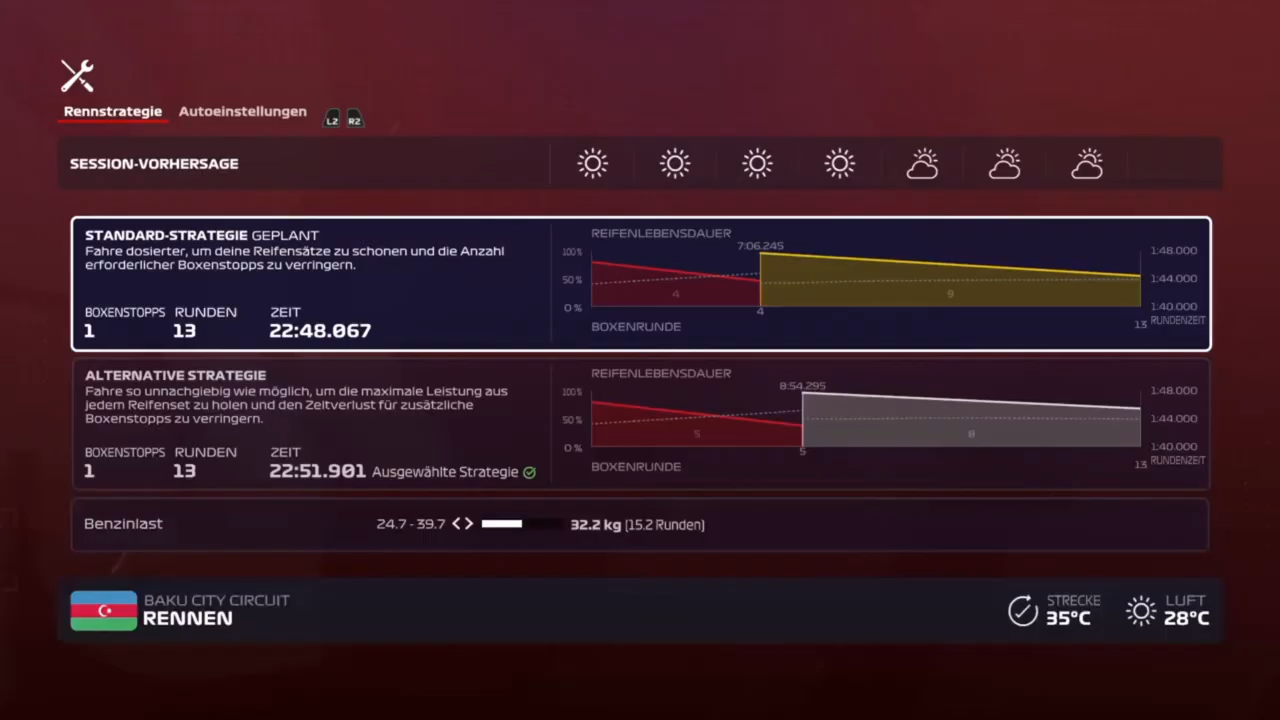 Rennstrategie Autoeinstellungen L2 R2
SESSION-VORHERSAGE
STANDARD-STRATEGIE GEPLANT
Fahre dosierter, um deine Reifensätze zu schonen und die Anzahl
erforderlicher Boxenstopps zu verringern.
BOXENSTOPPS RUNDEN ZEIT
1 13 22:48.067
REIFENLEBENSDAUER
7:06.245
100% 1:48.000
50% 1:44.000
4 9
0% 1:40.000
4
13 RUNDENZEIT
BOXENRUNDE
ALTERNATIVE STRATEGIE
Fahre so unnachgiebig wie möglich, um die maximale Leistung aus
jedem Reifenset zu holen und den Zeitverlust für zusätzliche
Boxenstopps zu verringern.
BOXENSTOPPS RUNDEN ZEIT
1 13 22:51.901 Ausgewählte Strategie
REIFENLEBENSDAUER
8:54.295
100% 1:48.000
50% 1:44.000
5 8
0% 1:40.000
5
13 RUNDENZEIT
BOXENRUNDE
Benzinlast 24.7 - 39.7 <> 32.2 kg [15.2 Runden]
BAKU CITY CIRCUIT
RENNEN
STRECKE
35°C
LUFT
28°C